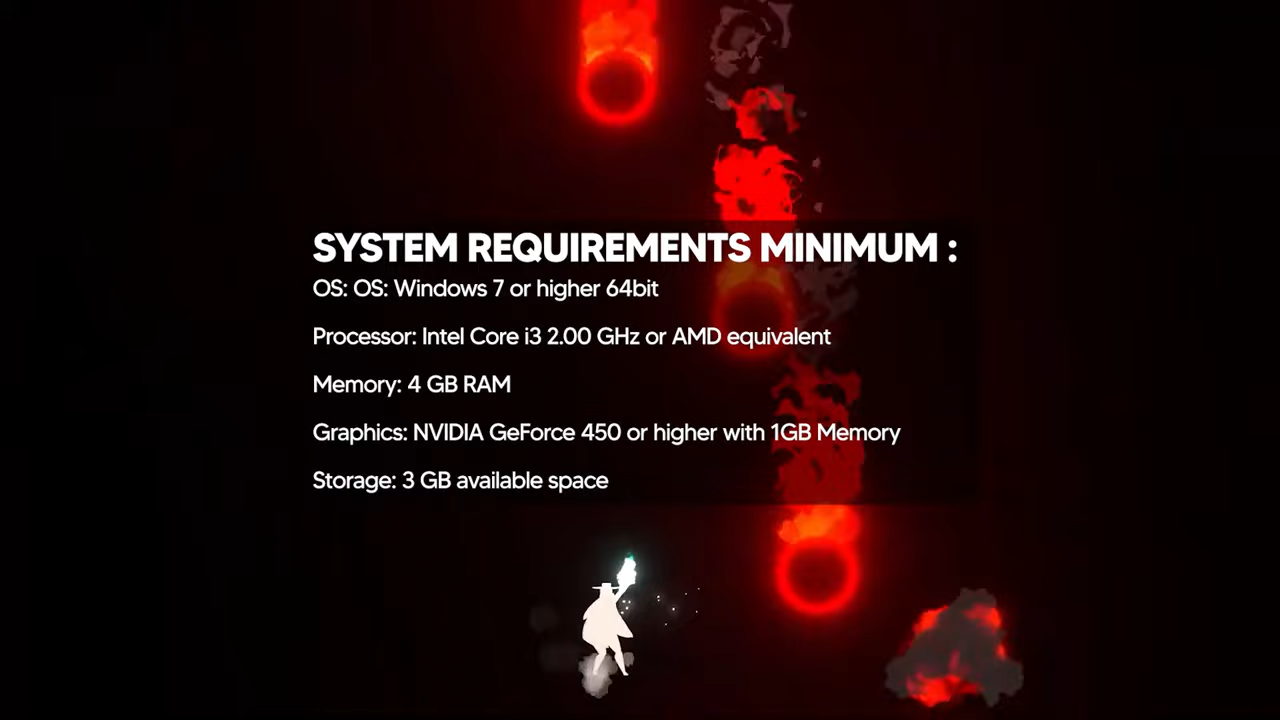 SYSTEM REQUIREMENTS MINIMUM :
OS: OS: Windows 7 or higher 64bit
Processor: Intel Core i3 2.00 GHz or AMD equivalent
Memory: 4 GB RAM
Graphics: NVIDIA GeForce 450 or higher with 1GB Memory
Storage: 3 GB available space